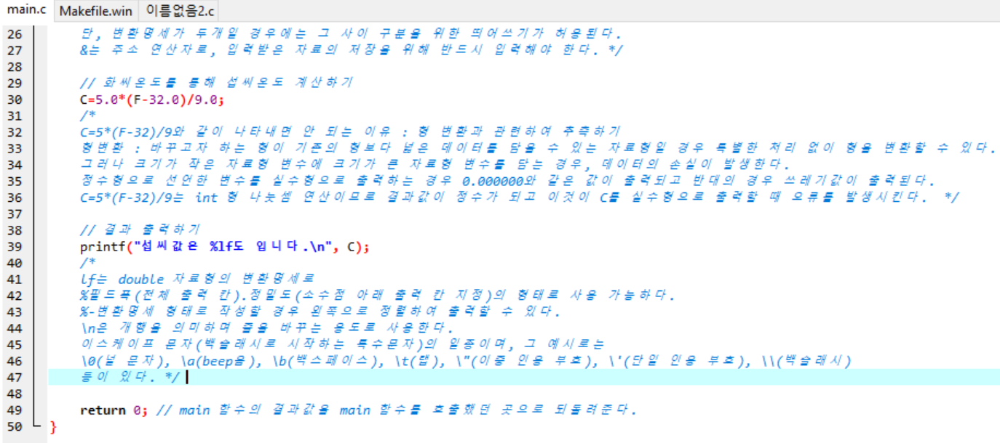 main.c Makefile.win 이름없음2.c
26 단, 변환명세가 두개일 경우에는 그 사이 구분을 위한 띄어쓰기가 허용된다.
27 &는 주소 연산자로, 입력받은 자료의 저장을 위해 반드시 입력해야 한다. */
28
29 // 화씨온도를 통해 섭씨온도 계산하기
30 C=5.0*(F-32.0)/9.0;
31 /*
32 C=5*(F-32)/9와 같이 나타내면 안 되는 이유 : 형 변환과 관련하여 추측하기
33 형변환 : 바꾸고자 하는 형이 기존의 형보다 넓은 데이터를 담을 수 있는 자료형일 경우 특별한 처리 없이 형을 변환할 수 있다.
34 그러나 크기가 작은 자료형 변수에 크기가 큰 자료형 변수를 담는 경우, 데이터의 손실이 발생한다.
35 정수형으로 선언한 변수를 실수형으로 출력하는 경우 0.000000와 같은 값이 출력되고 반대의 경우 쓰레기값이 출력된다.
36 C=5*(F-32)/9는 int 형 나눗셈 연산이므로 결과값이 정수가 되고 이것이 C를 실수형으로 출력할 때 오류를 발생시킨다. */
37
38 // 결과 출력하기
39 printf("섭씨값은 %lf도 입니다.\n", C);
40 /*
41 lf는 double 자료형의 변환명세로
42 %필드폭(전체 출력 칸).정밀도(소수점 아래 출력 칸 지정)의 형태로 사용 가능하다.
43 %-변환명세 형태로 작성할 경우 왼쪽으로 정렬하여 출력할 수 있다.
44 \n은 개행을 의미하며 줄을 바꾸는 용도로 사용한다.
45 이스케이프 문자(백슬래시로 시작하는 특수문자)의 일종이며, 그 예시로는
46 \0(널 문자), \a(beep음), \b(백스페이스), \t(탭), \"(이중 인용 부호), \'(단일 인용 부호), \\(백슬래시)
47 등이 있다. */
48
49 return 0; // main 함수의 결과값을 main 함수를 호출했던 곳으로 되돌려준다.
50 }